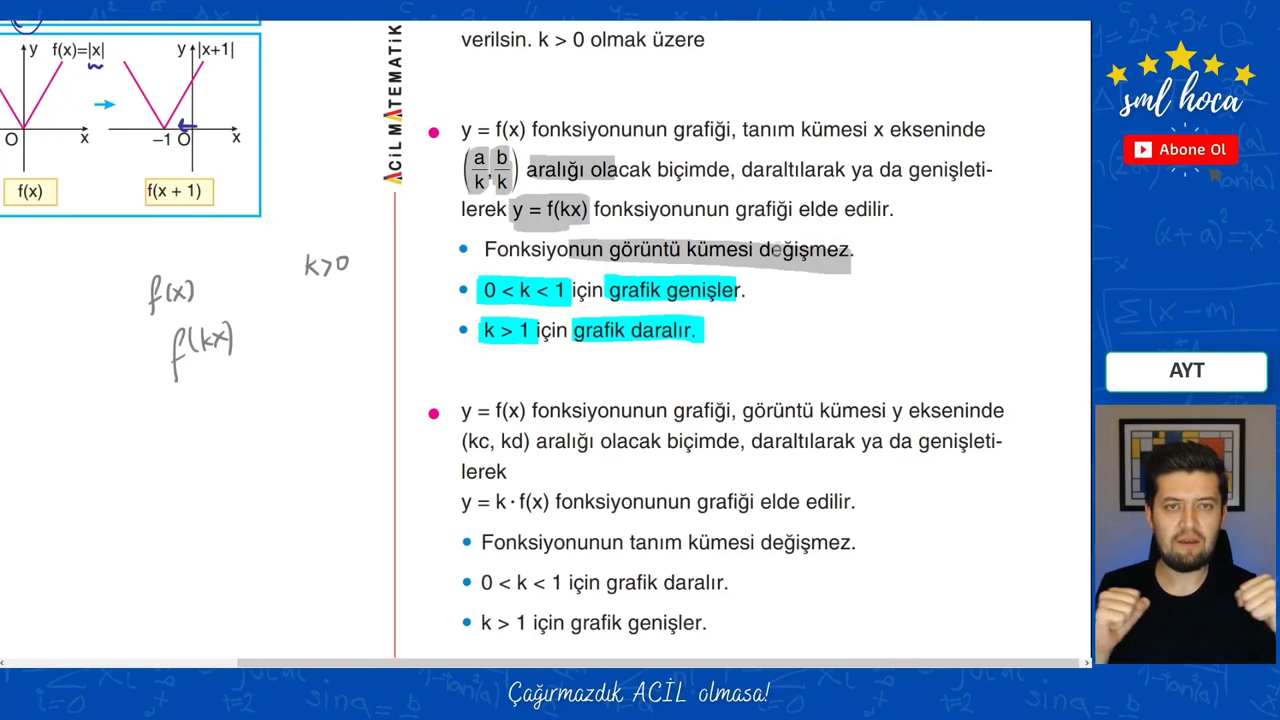 y f(x)=|x|
y |x+1|
O x
−1 O x
f(x)
f(x + 1)
f(x)
k>0
f(kx)
ACİL MATEMATİK
verilsin. k > 0 olmak üzere
y = f(x) fonksiyonunun grafiği, tanım kümesi x ekseninde
(a/k, b/k) aralığı olacak biçimde, daraltılarak ya da genişleti-
lerek y = f(kx) fonksiyonunun grafiği elde edilir.
Fonksiyonun görüntü kümesi değişmez.
0 < k < 1 için grafik genişler.
k > 1 için grafik daralır.
y = f(x) fonksiyonunun grafiği, görüntü kümesi y ekseninde
(kc, kd) aralığı olacak biçimde, daraltılarak ya da genişleti-
lerek
y = k · f(x) fonksiyonunun grafiği elde edilir.
Fonksiyonunun tanım kümesi değişmez.
0 < k < 1 için grafik daralır.
k > 1 için grafik genişler.
sml hoca
Abone Ol
AYT
Çağırmazdık ACİL olmasa!